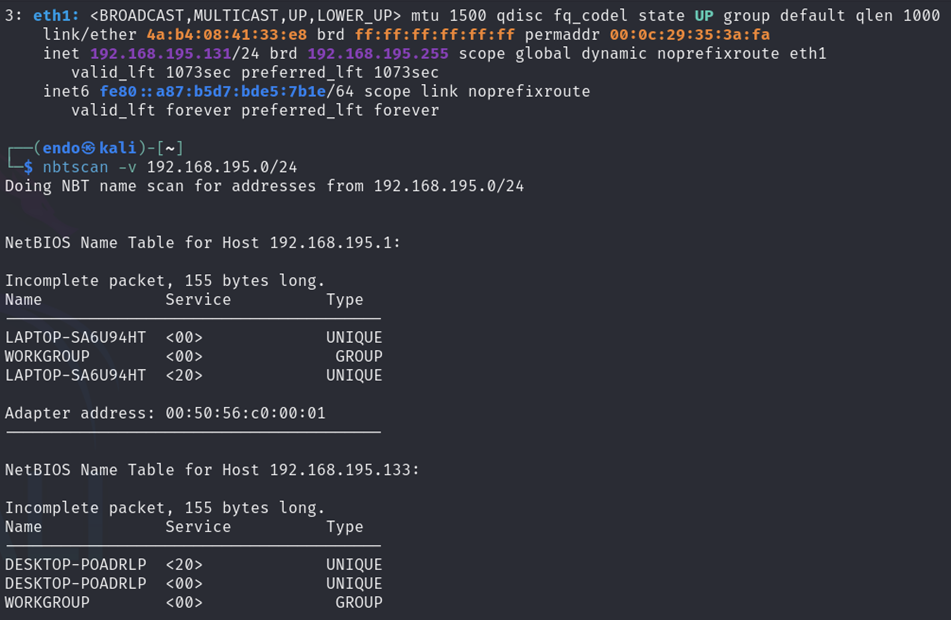 3: eth1: <BROADCAST,MULTICAST,UP,LOWER_UP> mtu 1500 qdisc fq_codel state UP group default qlen 1000
    link/ether 4a:b4:08:41:33:e8 brd ff:ff:ff:ff:ff:ff permaddr 00:0c:29:35:3a:fa
    inet 192.168.195.131/24 brd 192.168.195.255 scope global dynamic noprefixroute eth1
       valid_lft 1073sec preferred_lft 1073sec
    inet6 fe80::a87:b5d7:bde5:7b1e/64 scope link noprefixroute
       valid_lft forever preferred_lft forever

┌──(endo㉿kali)-[~]
└─$ nbtscan -v 192.168.195.0/24
Doing NBT name scan for addresses from 192.168.195.0/24

NetBIOS Name Table for Host 192.168.195.1:

Incomplete packet, 155 bytes long.
Name             Service          Type
LAPTOP-SA6U94HT  <00>             UNIQUE
WORKGROUP        <00>              GROUP
LAPTOP-SA6U94HT  <20>             UNIQUE

Adapter address: 00:50:56:c0:00:01

NetBIOS Name Table for Host 192.168.195.133:

Incomplete packet, 155 bytes long.
Name             Service          Type
DESKTOP-POADRLP  <20>             UNIQUE
DESKTOP-POADRLP  <00>             UNIQUE
WORKGROUP        <00>              GROUP